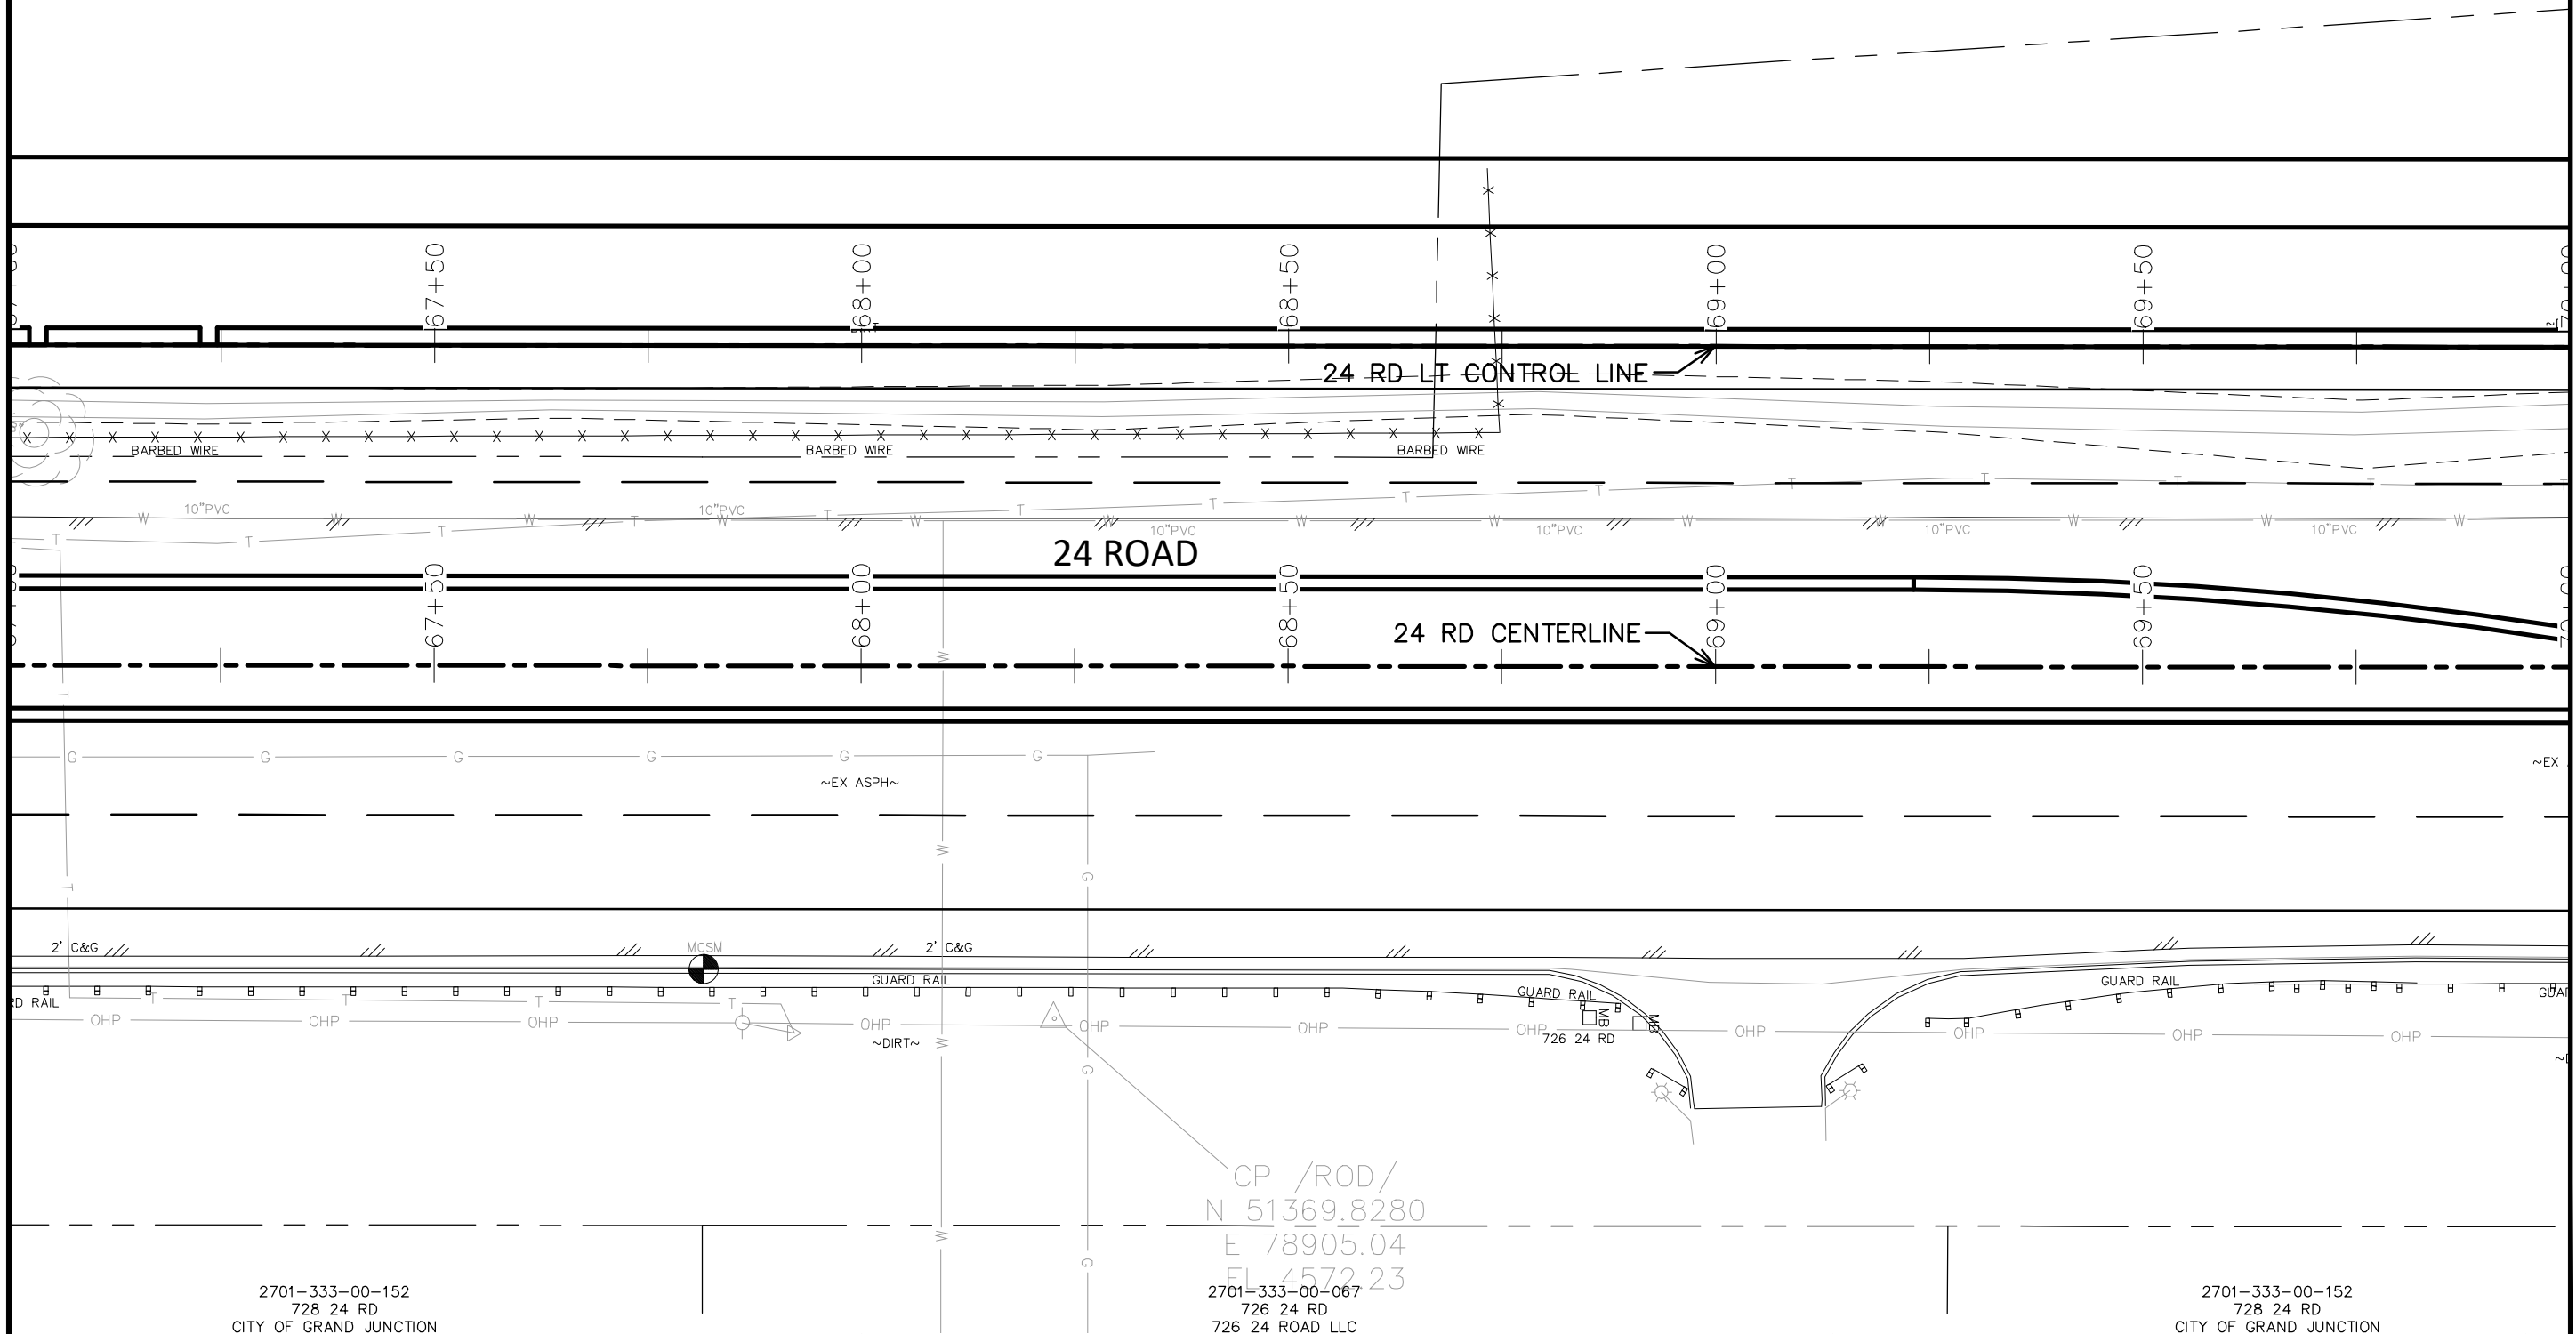 67+50
68+00
68+50
69+00
69+50
24 RD LT CONTROL LINE
BARBED WIRE
BARBED WIRE
BARBED WIRE
T T T T T T T
10"PVC
10"PVC
W W W W W W W W W W W W W
10"PVC
10"PVC
10"PVC
10"PVC
T T T T T
24 ROAD
67+50
68+00
68+50
69+00
69+50
24 RD CENTERLINE
W
T
G G G G G G
~EX ASPH~
~EX
W
G
T
2' C&G
MCSM
2' C&G
GUARD RAIL
GUARD RAIL
GUARD RAIL
RD RAIL
T T T T
MB
MB
OHP OHP OHP OHP OHP OHP OHP OHP OHP OHP OHP
726 24 RD
~DIRT~
W
G
CP /ROD/
N 51369.8280
E 78905.04
EL 4572.23
W
G
2701-333-00-152
728 24 RD
CITY OF GRAND JUNCTION
2701-333-00-067
726 24 RD
726 24 ROAD LLC
2701-333-00-152
728 24 RD
CITY OF GRAND JUNCTION